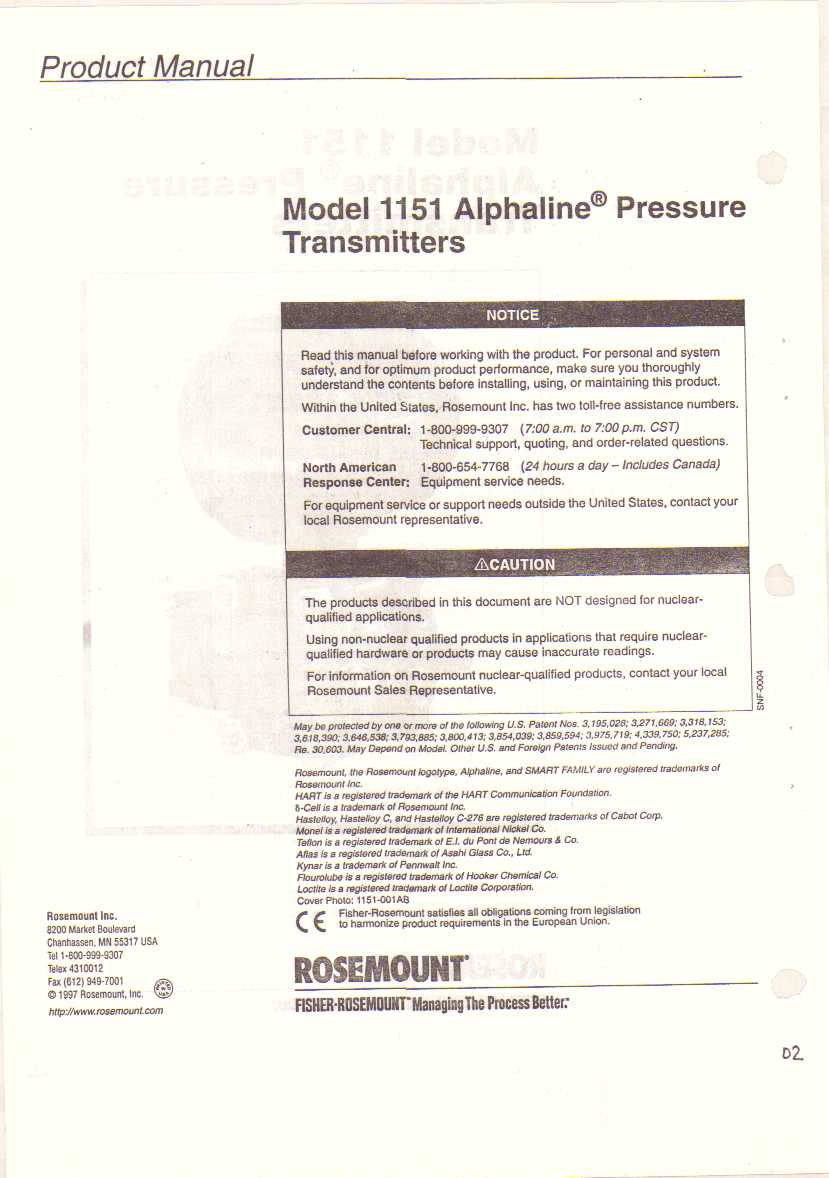 Product Manual
Model 1151 Alphaline® Pressure
Transmitters
NOTICE
Read this manual before working with the product. For personal and system
safety, and for optimum product performance, make sure you thoroughly
understand the contents before installing, using, or maintaining this product.
Within the United States, Rosemount Inc. has two toll-free assistance numbers.
Customer Central: 1-800-999-9307 (7:00 a.m. to 7:00 p.m. CST)
Technical support, quoting, and order-related questions.
North American 1-800-654-7768 (24 hours a day – Includes Canada)
Response Center: Equipment service needs.
For equipment service or support needs outside the United States, contact your
local Rosemount representative.
⚠CAUTION
The products described in this document are NOT designed for nuclear-
qualified applications.
Using non-nuclear qualified products in applications that require nuclear-
qualified hardware or products may cause inaccurate readings.
For information on Rosemount nuclear-qualified products, contact your local
Rosemount Sales Representative.
SNF-0004
May be protected by one or more of the following U.S. Patent Nos. 3,195,028; 3,271,669; 3,318,153;
3,618,390; 3,646,538; 3,793,885; 3,800,413; 3,854,039; 3,859,594; 3,975,719; 4,339,750; 5,237,285;
Re. 30,603. May Depend on Model. Other U.S. and Foreign Patents Issued and Pending.
Rosemount, the Rosemount logotype, Alphaline, and SMART FAMILY are registered trademarks of
Rosemount Inc.
HART is a registered trademark of the HART Communication Foundation.
δ-Cell is a trademark of Rosemount Inc.
Hastelloy, Hastelloy C, and Hastelloy C-276 are registered trademarks of Cabot Corp.
Monel is a registered trademark of International Nickel Co.
Teflon is a registered trademark of E.I. du Pont de Nemours & Co.
Aflas is a registered trademark of Asahi Glass Co., Ltd.
Kynar is a trademark of Pennwalt Inc.
Flourolube is a registered trademark of Hooker Chemical Co.
Loctite is a registered trademark of Loctite Corporation.
Cover Photo: 1151-001AB
CE Fisher-Rosemount satisfies all obligations coming from legislation
to harmonize product requirements in the European Union.
Rosemount Inc.
8200 Market Boulevard
Chanhassen, MN 55317 USA
Tel 1-800-999-9307
Telex 4310012
Fax (612) 949-7001
© 1997 Rosemount, Inc.
http://www.rosemount.com
ROSEMOUNT®
FISHER-ROSEMOUNT™ Managing The Process Better.™
D2